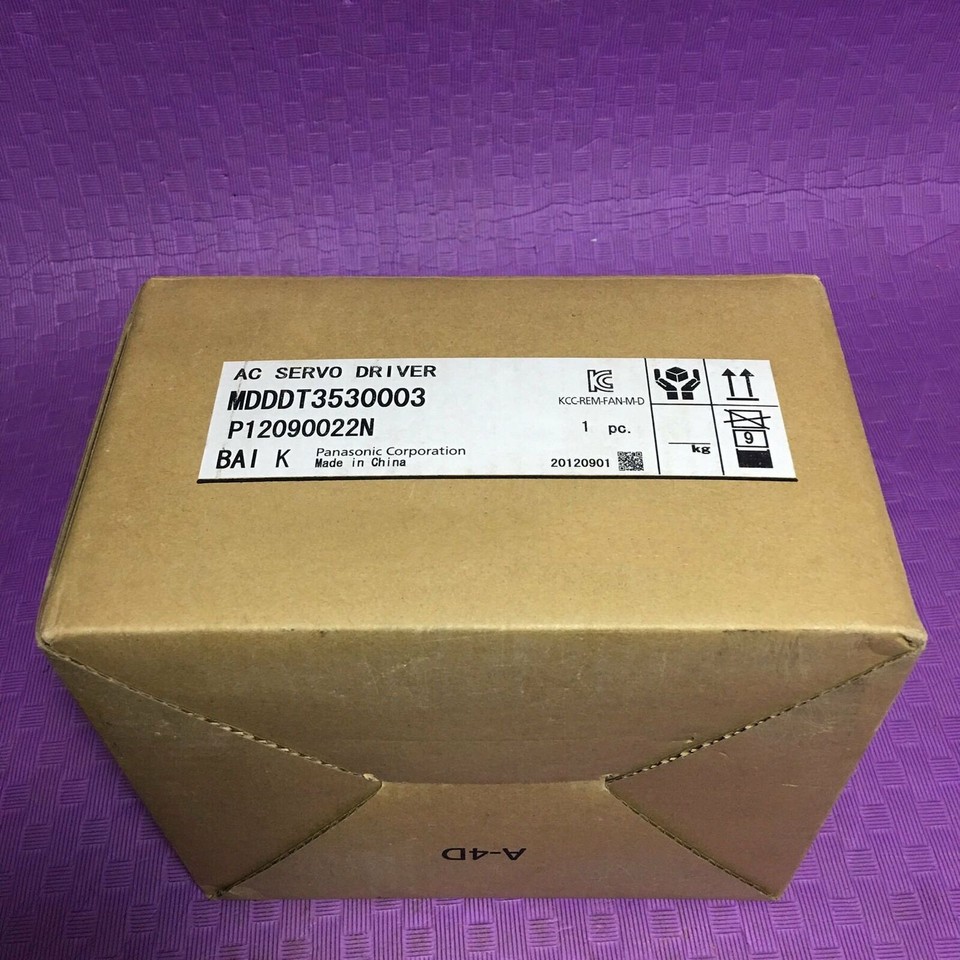 AC SERVO DRIVER
MDDDT3530003
KCC-REM-FAN-M-D
P12090022N
1 pc.
9
BAI K
Panasonic Corporation
Made in China
20120901
kg
A-4D